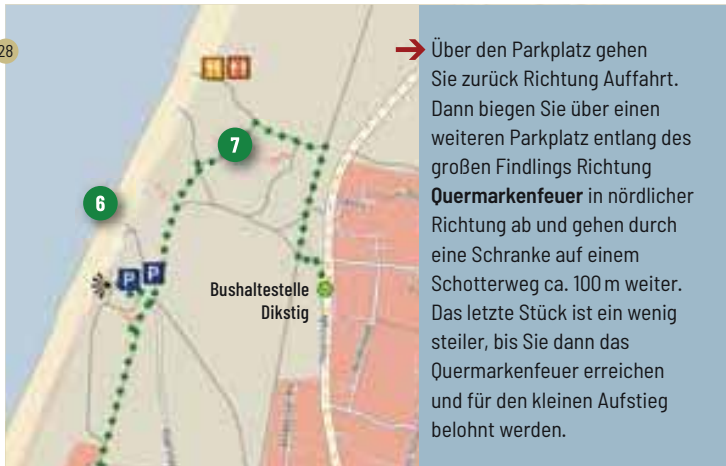 28
7
6
P
P
Bushaltestelle
Dikstig
Über den Parkplatz gehen
Sie zurück Richtung Auffahrt.
Dann biegen Sie über einen
weiteren Parkplatz entlang des
großen Findlings Richtung
Quermarkenfeuer in nördlicher
Richtung ab und gehen durch
eine Schranke auf einem
Schotterweg ca. 100 m weiter.
Das letzte Stück ist ein wenig
steiler, bis Sie dann das
Quermarkenfeuer erreichen
und für den kleinen Aufstieg
belohnt werden.